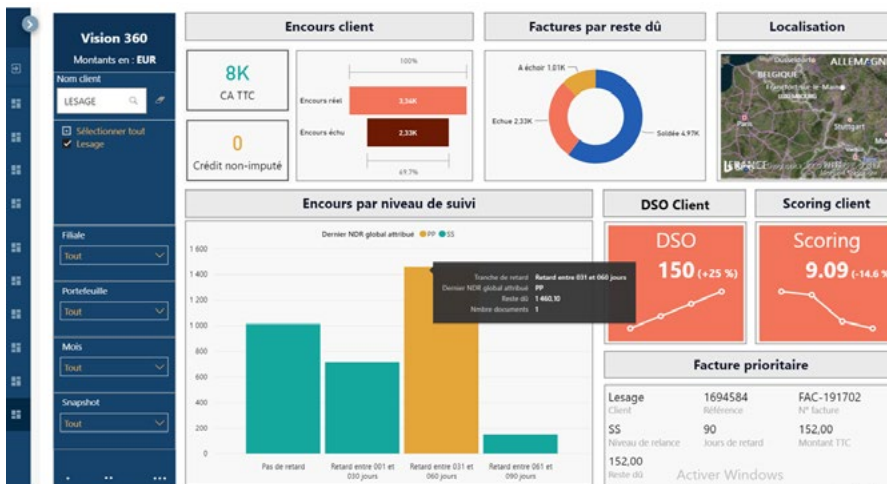 Vision 360
Montants en : EUR
Nom client
LESAGE
Sélectionner tout
Lesage
Filiale
Tout
Portefeuille
Tout
Mois
Tout
Snapshot
Tout
Encours client
8K
CA TTC
0
Crédit non-imputé
100%
Encours réel
3,34K
Encours échu
2,33K
69,7%
Factures par reste dû
A échoir 1,01K
Echue 2,33K
Soldée 4,97K
Localisation
ALLEMAGNE
BELGIQUE
LUXEMBOURG
Paris
Stuttgart
FRANCE
Encours par niveau de suivi
Dernier NDR global attribué PP SS
1 600
1 400
1 000
800
600
400
200
0
Pas de retard
Retard entre 001 et 030 jours
Retard entre 031 et 060 jours
Retard entre 061 et 090 jours
Tranche de retard Retard entre 031 et 060 jours
Dernier NDR global attribué PP
Reste dû 1 460,10
Nmbre documents 1
DSO Client
DSO
150 (+25 %)
Scoring client
Scoring
9.09 (-14.6 %
Facture prioritaire
Lesage 1694584 FAC-191702
Client Référence N° facture
SS 90 152,00
Niveau de relance Jours de retard Montant TTC
152,00
Reste dû
Activer Windows